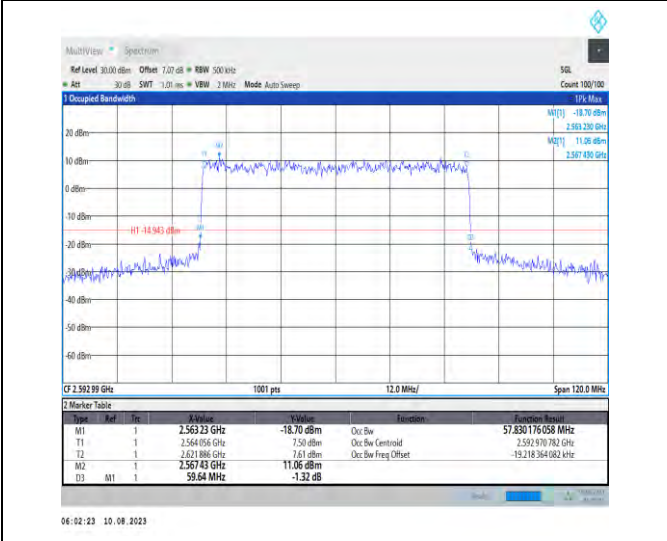 MultiView Spectrum
Ref Level 30.00 dBm Offset 7.07 dB RBW 500 kHz SGL
Att 30 dB SWT 1.01 ms VBW 2 MHz Mode Auto Sweep Count 100/100
1 Occupied Bandwidth 1Pk Max
M1[1] -18.70 dBm
2.563 230 GHz
M2[1] 11.06 dBm
2.567 430 GHz
20 dBm
10 dBm
0 dBm
-10 dBm
H1 -14.943 dBm
-20 dBm
-30 dBm
-40 dBm
-50 dBm
-60 dBm
CF 2.592 99 GHz 1001 pts 12.0 MHz/ Span 120.0 MHz
2 Marker Table
Type Ref Trc X-Value Y-Value Function Function Result
M1 1 2.563 23 GHz -18.70 dBm Occ Bw 57.830 176 058 MHz
T1 1 2.564 056 GHz 7.50 dBm Occ Bw Centroid 2.592 970 782 GHz
T2 1 2.621 886 GHz 7.61 dBm Occ Bw Freq Offset -19.218 364 082 kHz
M2 1 2.567 43 GHz 11.06 dBm
D3 M1 1 59.64 MHz -1.32 dB
06:02:23 10.08.2023